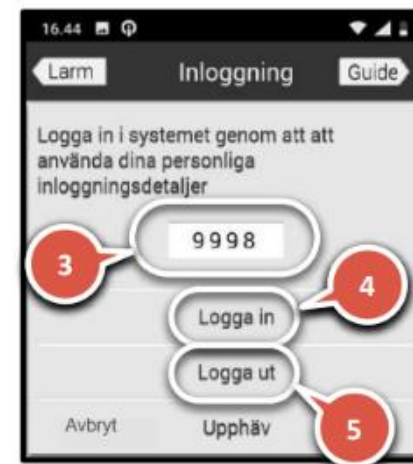 16.44
Larm Inloggning Guide
Logga in i systemet genom att att
använda dina personliga
inloggningsdetaljer
9998
3
4
Logga in
Logga ut
5
Avbryt Upphäv